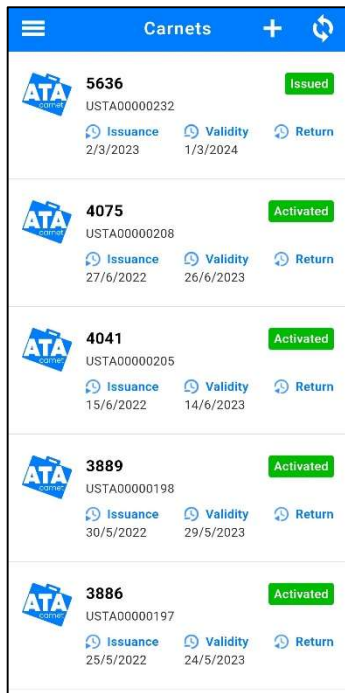 Carnets
ATA
carnet
5636
Issued
USTA00000232
Issuance Validity Return
2/3/2023 1/3/2024
ATA
carnet
4075
Activated
USTA00000208
Issuance Validity Return
27/6/2022 26/6/2023
ATA
carnet
4041
Activated
USTA00000205
Issuance Validity Return
15/6/2022 14/6/2023
ATA
carnet
3889
Activated
USTA00000198
Issuance Validity Return
30/5/2022 29/5/2023
ATA
carnet
3886
Activated
USTA00000197
Issuance Validity Return
25/5/2022 24/5/2023